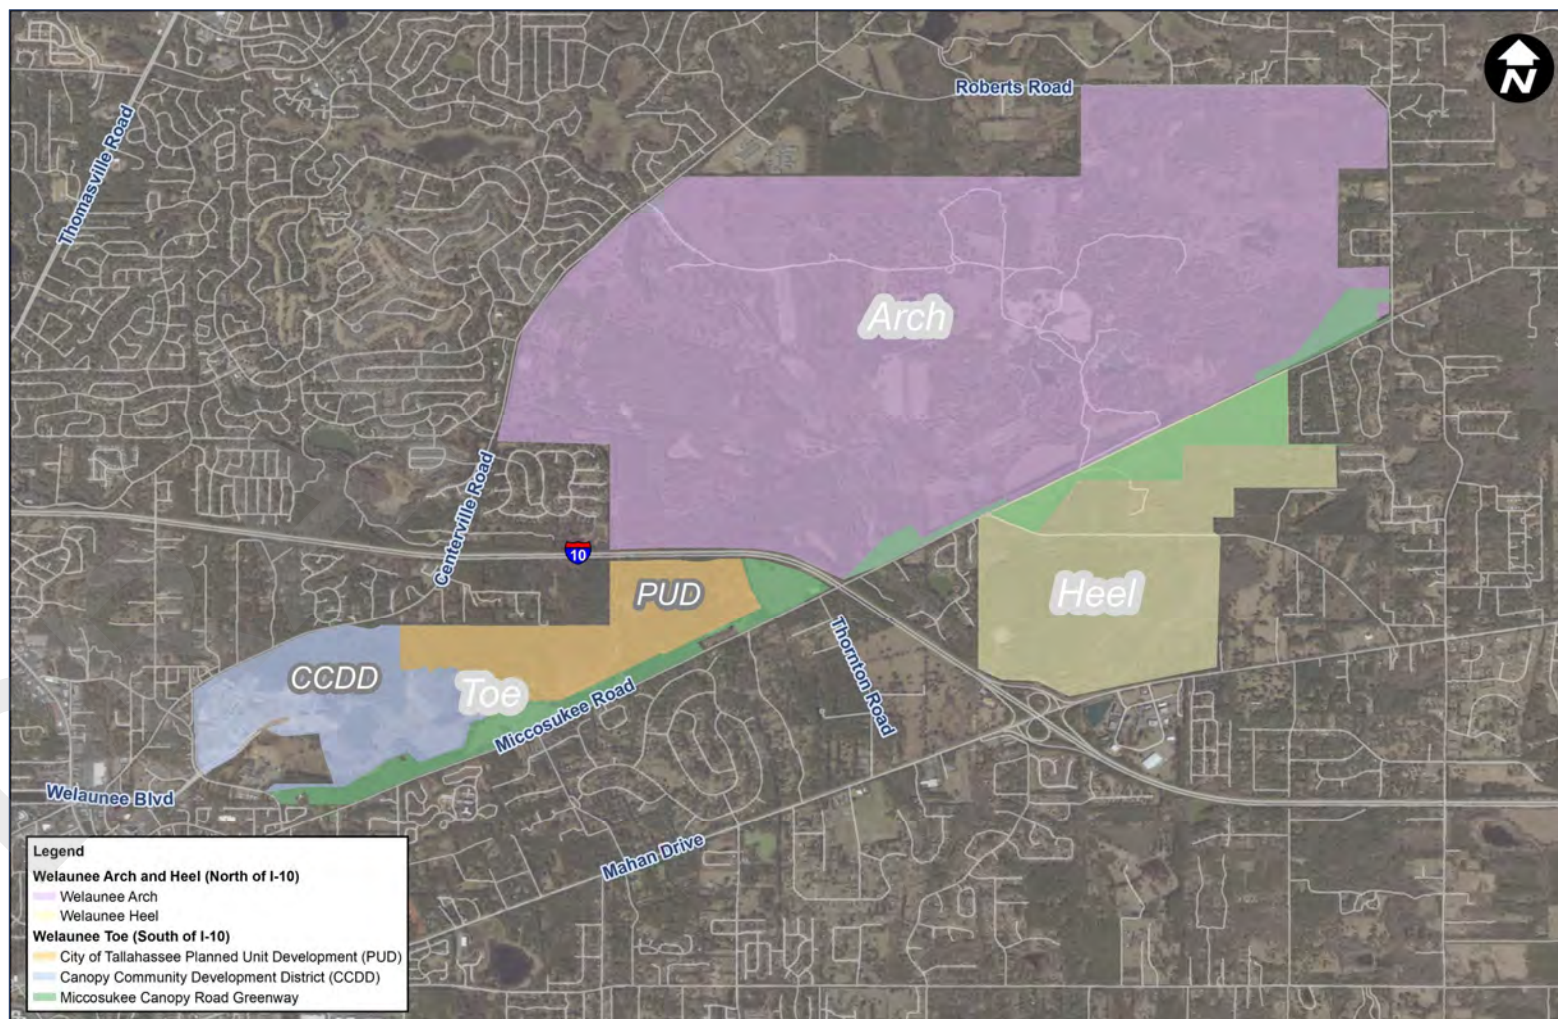 N
Roberts Road
Thomasville Road
Arch
Centerville Road
10
PUD
Heel
CCDD
Toe
Thornton Road
Miccosukee Road
Welaunee Blvd
Mahan Drive
Legend
Welaunee Arch and Heel (North of I-10)
Welaunee Arch
Welaunee Heel
Welaunee Toe (South of I-10)
City of Tallahassee Planned Unit Development (PUD)
Canopy Community Development District (CCDD)
Miccosukee Canopy Road Greenway